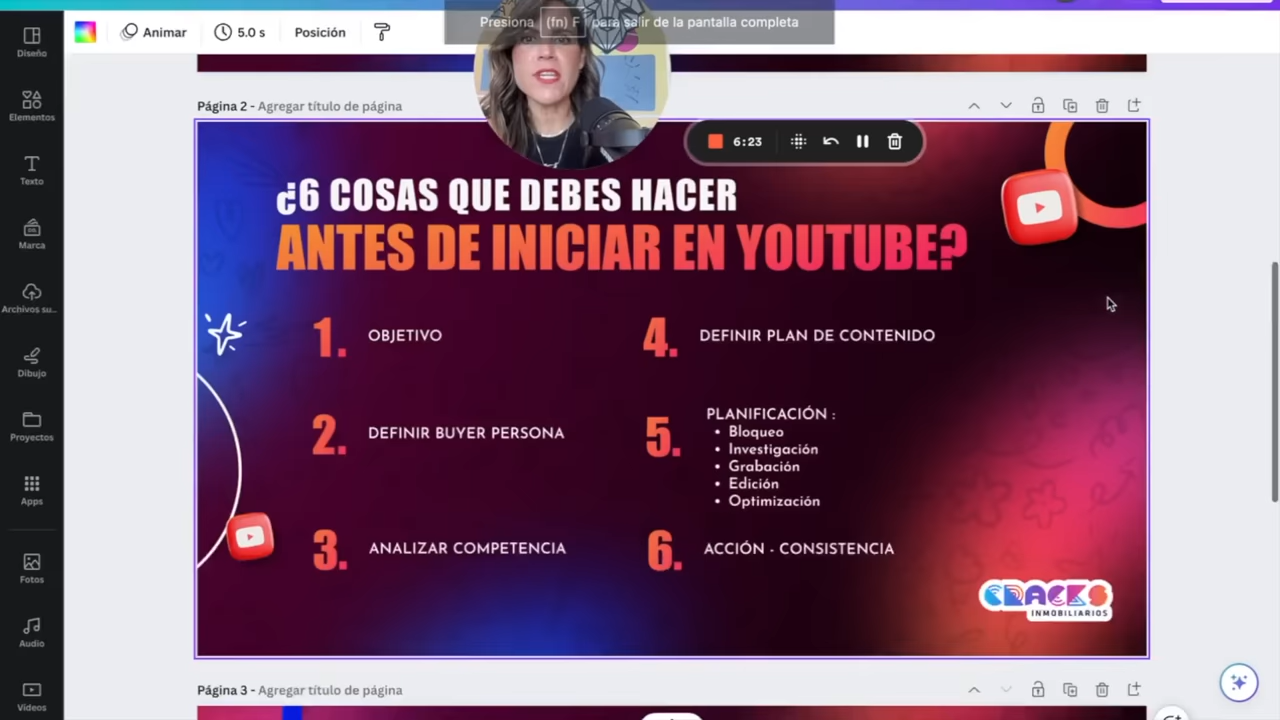 Presiona (fn) F para salir de la pantalla completa
Diseño
Animar
5.0 s
Posición
Elementos
Texto
Marca
Archivos su...
Dibujo
Proyectos
Apps
Fotos
Audio
Vídeos
Página 2 - Agregar título de página
6:23
¿6 COSAS QUE DEBES HACER
ANTES DE INICIAR EN YOUTUBE?
1. OBJETIVO
2. DEFINIR BUYER PERSONA
3. ANALIZAR COMPETENCIA
4. DEFINIR PLAN DE CONTENIDO
5. PLANIFICACIÓN :
• Bloqueo
• Investigación
• Grabación
• Edición
• Optimización
6. ACCIÓN - CONSISTENCIA
CRACKS
INMOBILIARIOS
Página 3 - Agregar título de página